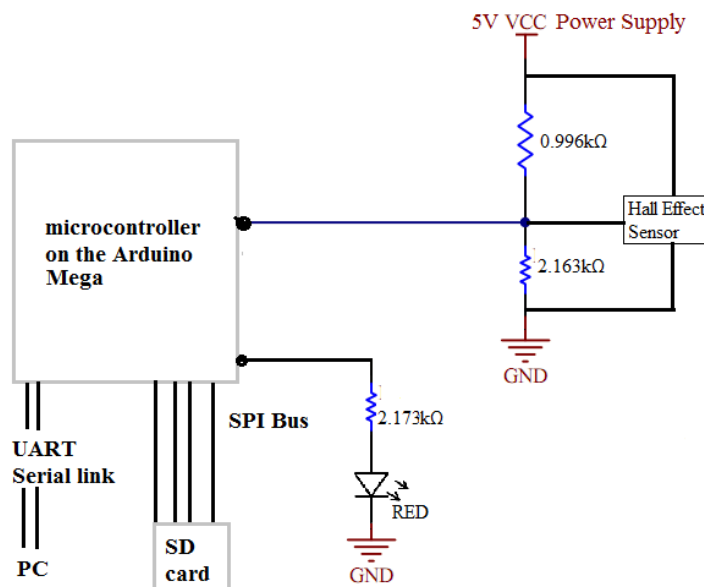 5V VCC Power Supply
0.996kΩ
Hall Effect
Sensor
microcontroller
on the Arduino
Mega
2.163kΩ
GND
SPI Bus
2.173kΩ
UART
Serial link
RED
PC
SD
card
GND